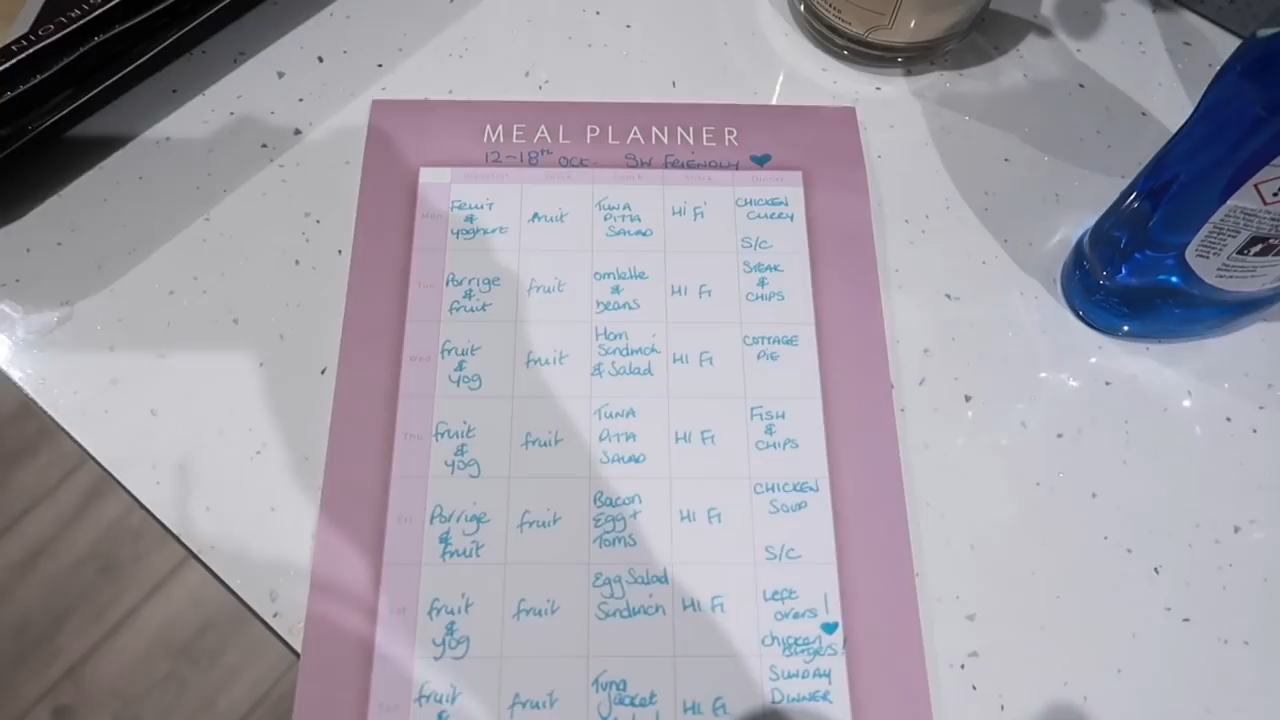 SIRLOIN
MEAL PLANNER
12-18th OCT. SW FRIENDLY
Mon
Fruit & yoghurt
fruit
TUNA PITTA SALAD
Hi Fi
CHICKEN CURRY S/C
Tue
Porrige & fruit
fruit
omlette & beans
Hi Fi
STEAK & CHIPS
Wed
fruit & yog
fruit
Ham Sandwich & Salad
Hi Fi
COTTAGE PIE
Thu
fruit & yog
fruit
TUNA PITTA SALAD
Hi Fi
FISH & CHIPS
Fri
Porrige & fruit
fruit
Bacon Egg + Toms
Hi Fi
CHICKEN SOUP S/C
Sat
fruit & yog
fruit
Egg Salad Sandwich
Hi Fi
Left overs! chicken Burgers!
Sun
fruit &
fruit
Tuna Jacket
Hi Fi
SUNDAY DINNER